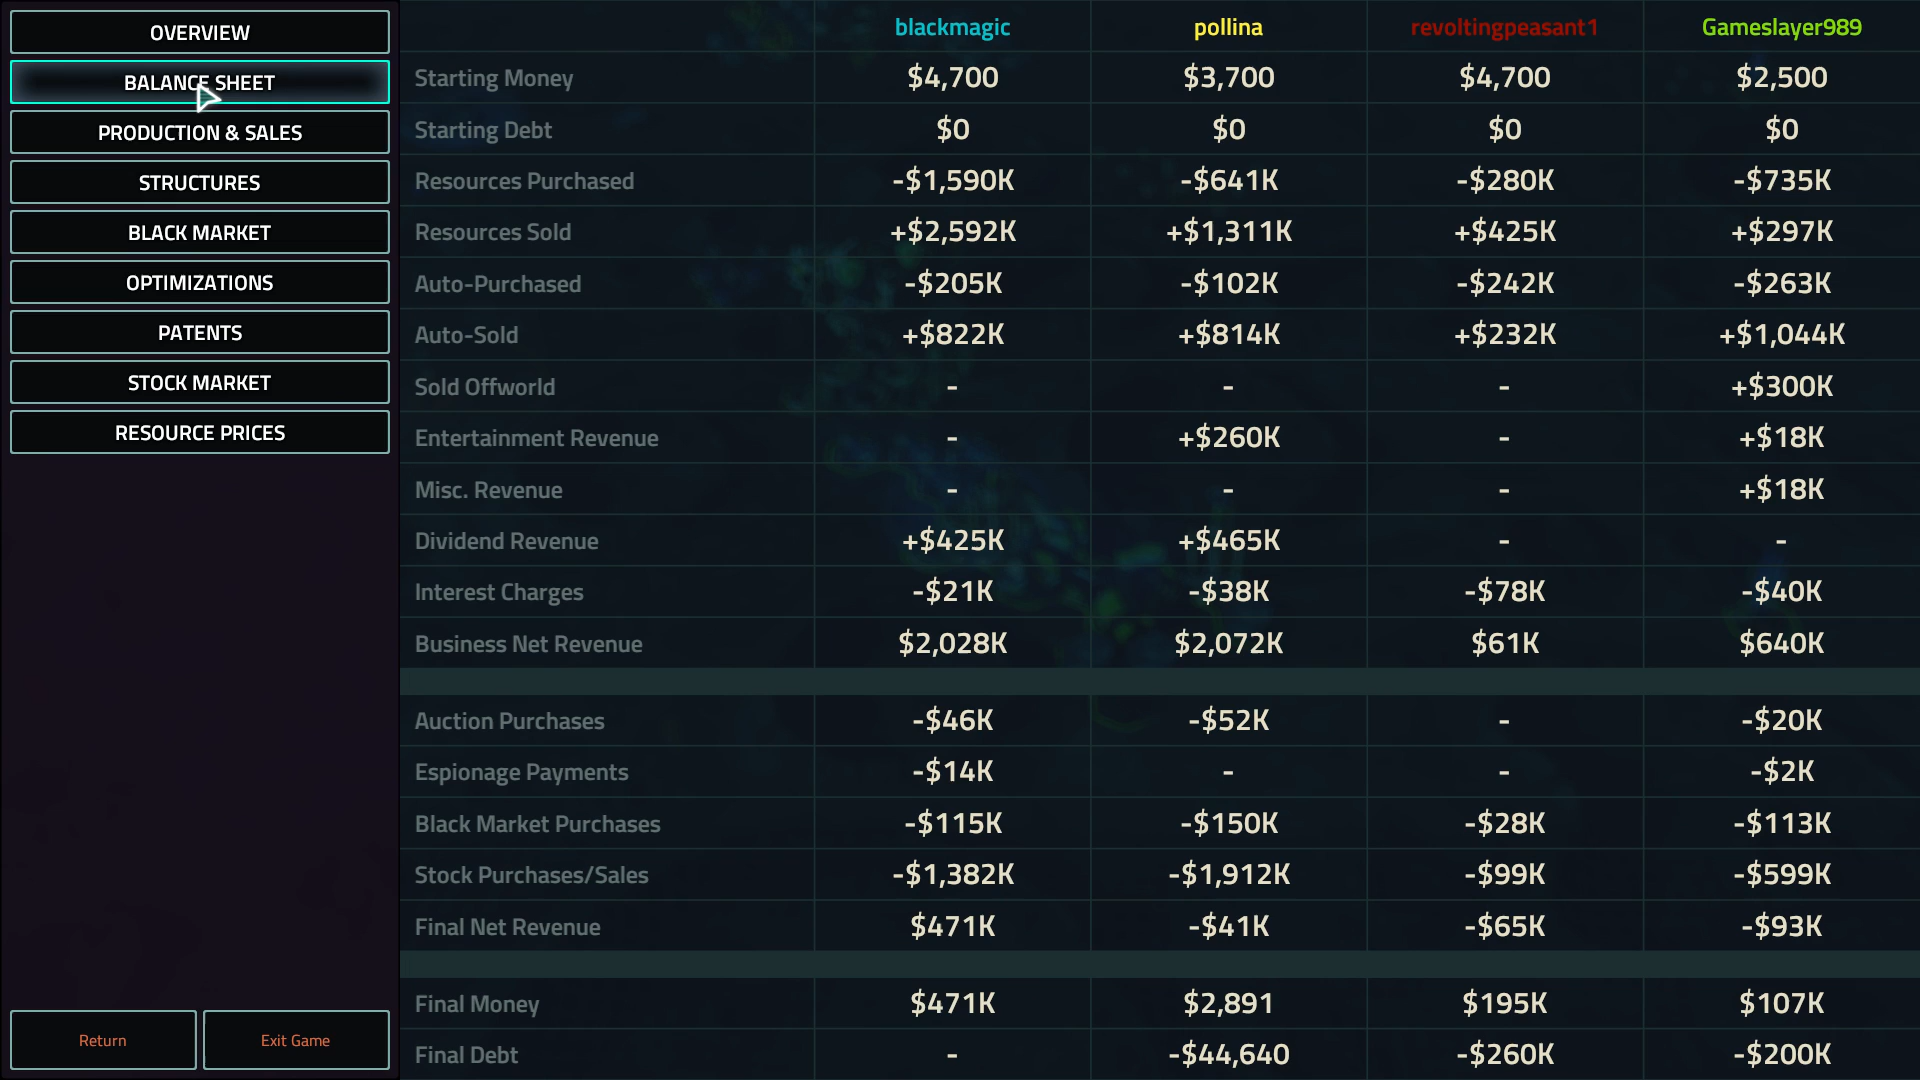 OVERVIEW
BALANCE SHEET
PRODUCTION & SALES
STRUCTURES
BLACK MARKET
OPTIMIZATIONS
PATENTS
STOCK MARKET
RESOURCE PRICES
Return Exit Game
blackmagic pollina revoltingpeasant1 Gameslayer989
Starting Money $4,700 $3,700 $4,700 $2,500
Starting Debt $0 $0 $0 $0
Resources Purchased -$1,590K -$641K -$280K -$735K
Resources Sold +$2,592K +$1,311K +$425K +$297K
Auto-Purchased -$205K -$102K -$242K -$263K
Auto-Sold +$822K +$814K +$232K +$1,044K
Sold Offworld - - - +$300K
Entertainment Revenue - +$260K - +$18K
Misc. Revenue - - - +$18K
Dividend Revenue +$425K +$465K - -
Interest Charges -$21K -$38K -$78K -$40K
Business Net Revenue $2,028K $2,072K $61K $640K
Auction Purchases -$46K -$52K - -$20K
Espionage Payments -$14K - - -$2K
Black Market Purchases -$115K -$150K -$28K -$113K
Stock Purchases/Sales -$1,382K -$1,912K -$99K -$599K
Final Net Revenue $471K -$41K -$65K -$93K
Final Money $471K $2,891 $195K $107K
Final Debt - -$44,640 -$260K -$200K